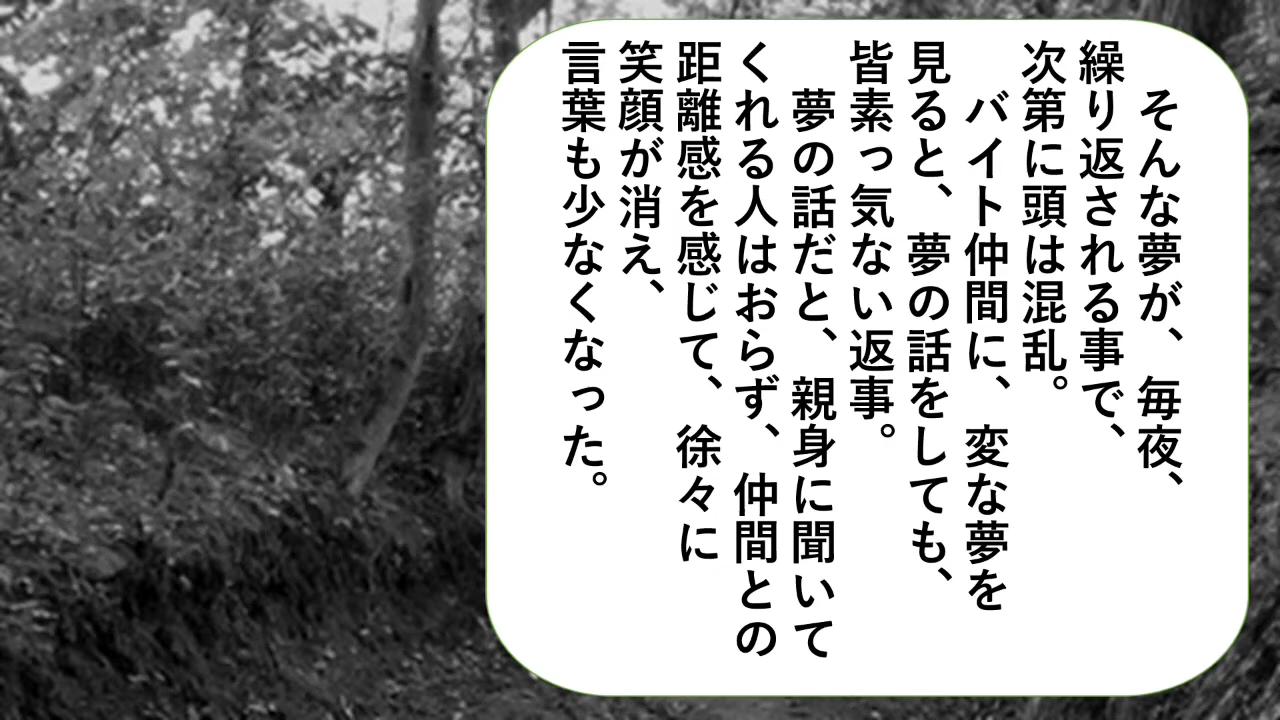 そんな夢が、毎夜、
繰り返される事で、
次第に頭は混乱。
バイト仲間に、変な夢を
見ると、夢の話をしても、
皆素っ気ない返事。
夢の話だと、親身に聞いて
くれる人はおらず、仲間との
距離感を感じて、徐々に
笑顔が消え、
言葉も少なくなった。